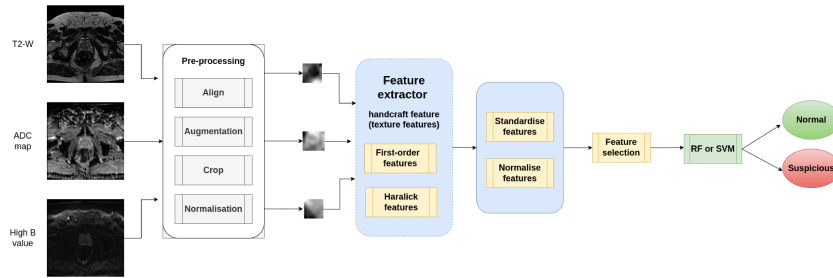 T2-W
ADC
map
High B
value
Pre-processing
Align
Augmentation
Crop
Normalisation
Feature
extractor
handcraft feature
(texture features)
First-order
features
Haralick
features
Standardise
features
Normalise
features
Feature
selection
RF or SVM
Normal
Suspicious